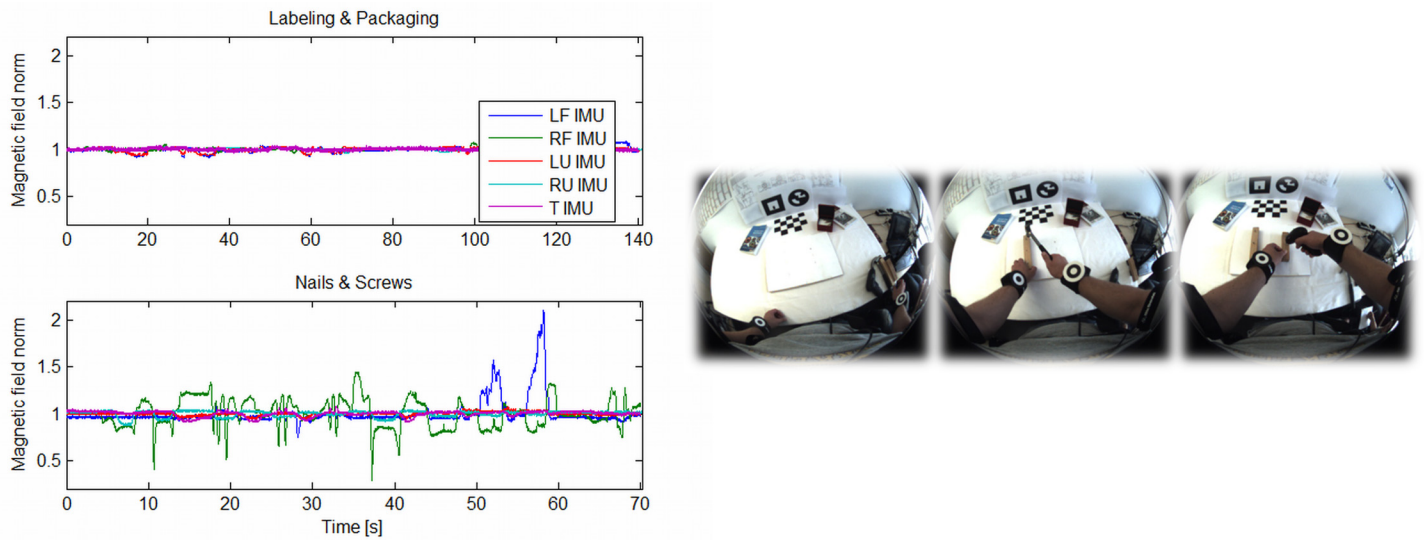 Labeling & Packaging
Magnetic field norm
2
1.5
1
0.5
0 20 40 60 80 100 120 140
LF IMU
RF IMU
LU IMU
RU IMU
T IMU
Nails & Screws
Magnetic field norm
2
1.5
1
0.5
0 10 20 30 40 50 60 70
Time [s]